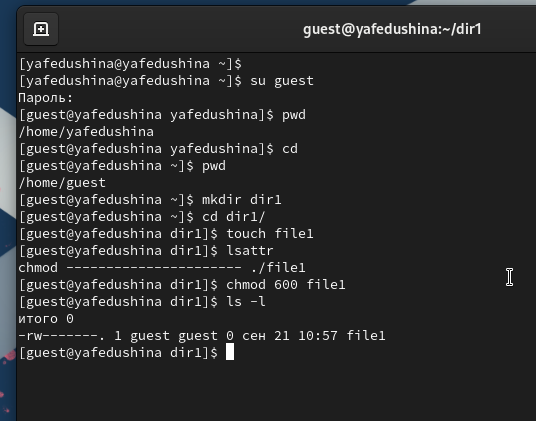 guest@yafedushina:~/dir1
[yafedushina@yafedushina ~]$
[yafedushina@yafedushina ~]$ su guest
Пароль:
[guest@yafedushina yafedushina]$ pwd
/home/yafedushina
[guest@yafedushina yafedushina]$ cd
[guest@yafedushina ~]$ pwd
/home/guest
[guest@yafedushina ~]$ mkdir dir1
[guest@yafedushina ~]$ cd dir1/
[guest@yafedushina dir1]$ touch file1
[guest@yafedushina dir1]$ lsattr
chmod ---------------------- ./file1
[guest@yafedushina dir1]$ chmod 600 file1
[guest@yafedushina dir1]$ ls -l
итого 0
-rw-------. 1 guest guest 0 сен 21 10:57 file1
[guest@yafedushina dir1]$